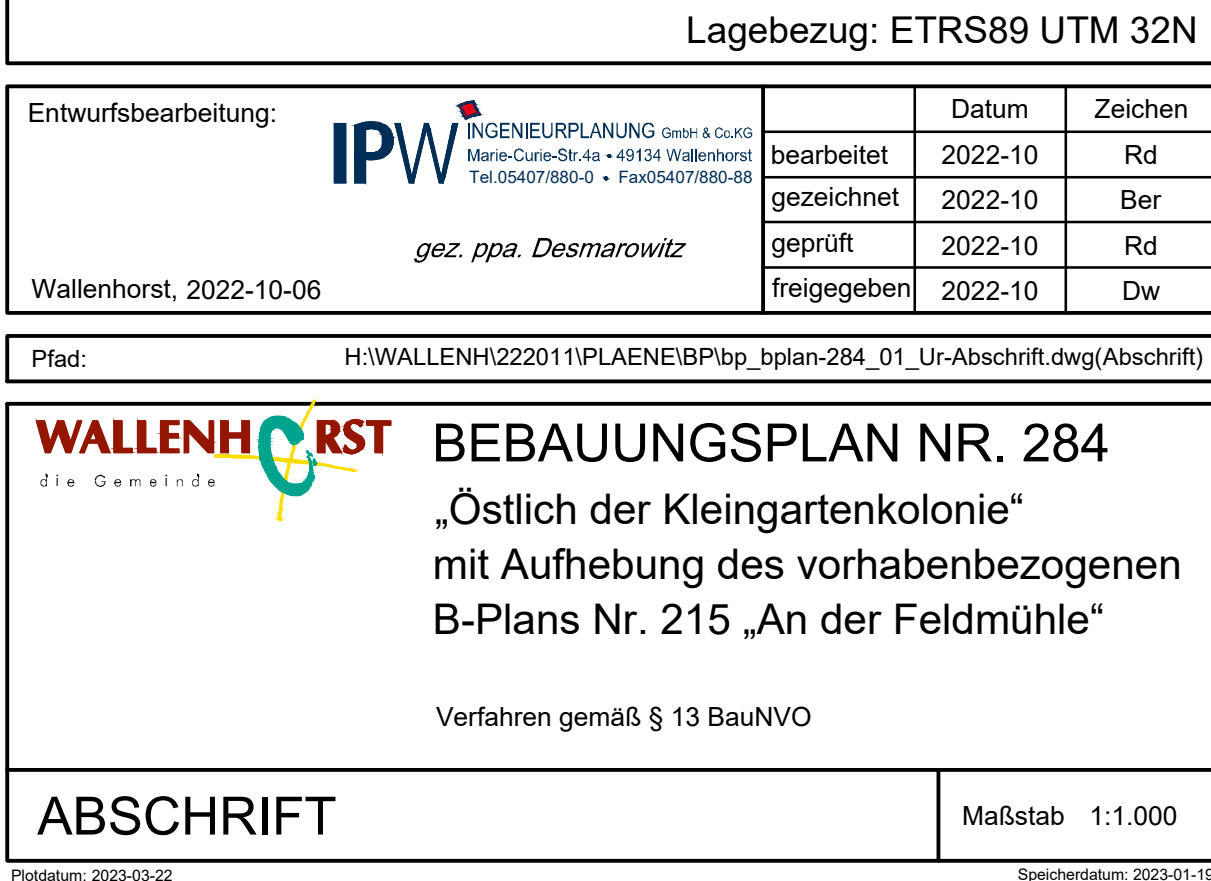 Lagebezug: ETRS89 UTM 32N
Entwurfsbearbeitung:
IPW INGENIEURPLANUNG GmbH & Co.KG
Marie-Curie-Str.4a • 49134 Wallenhorst
Tel.05407/880-0 • Fax05407/880-88
gez. ppa. Desmarowitz
Wallenhorst, 2022-10-06
Datum Zeichen
bearbeitet 2022-10 Rd
gezeichnet 2022-10 Ber
geprüft 2022-10 Rd
freigegeben 2022-10 Dw
Pfad: H:\WALLENH\222011\PLAENE\BP\bp_bplan-284_01_Ur-Abschrift.dwg(Abschrift)
WALLENHORST
die Gemeinde
BEBAUUNGSPLAN NR. 284
„Östlich der Kleingartenkolonie“
mit Aufhebung des vorhabenbezogenen
B-Plans Nr. 215 „An der Feldmühle“
Verfahren gemäß § 13 BauNVO
ABSCHRIFT
Maßstab 1:1.000
Plotdatum: 2023-03-22
Speicherdatum: 2023-01-19